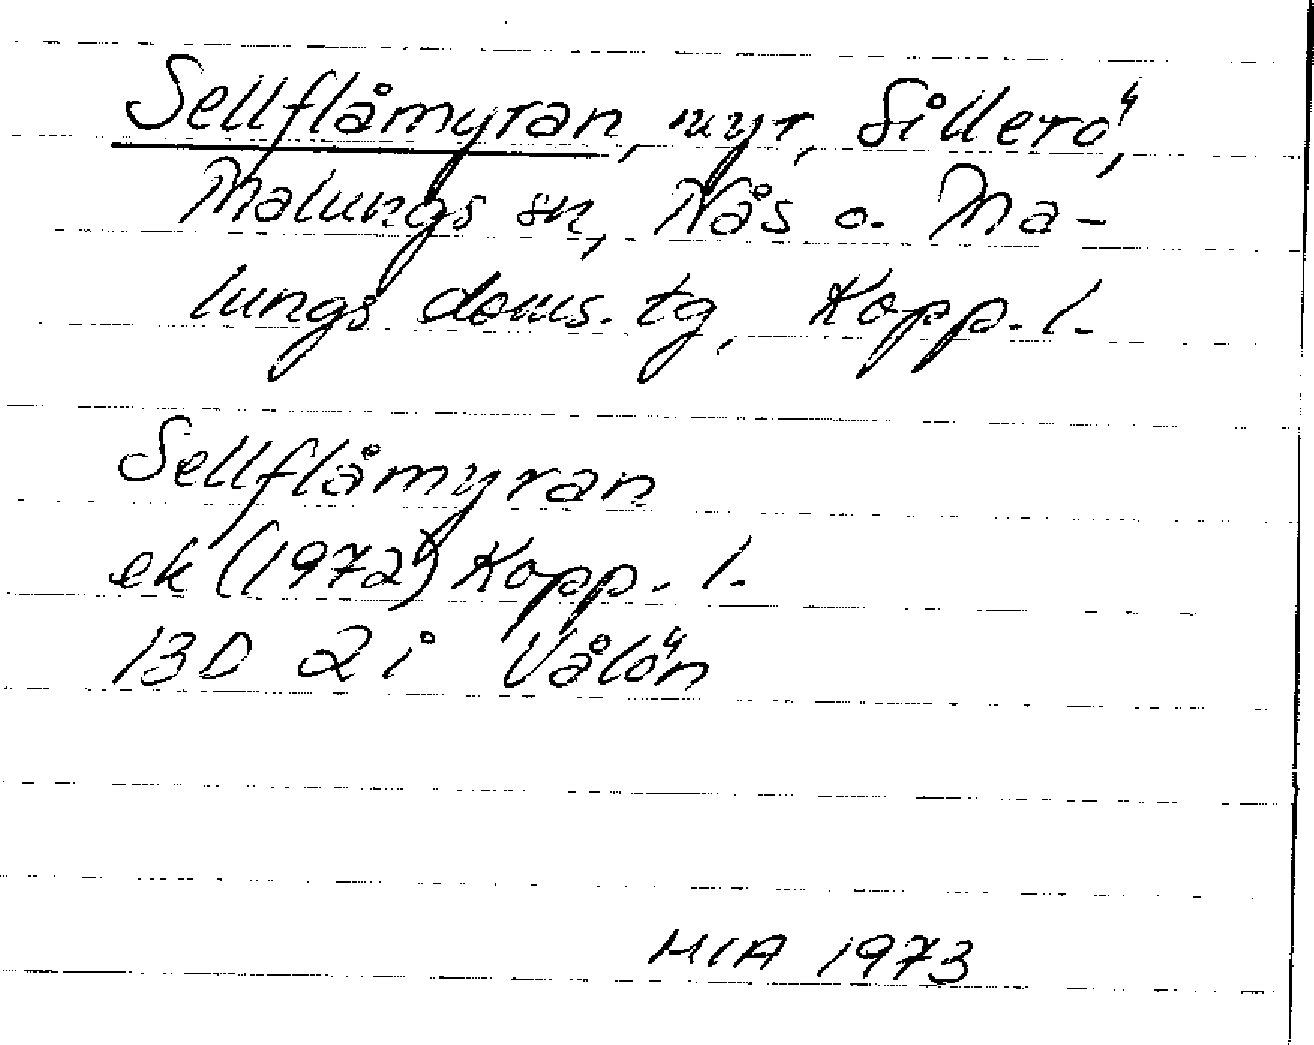 Sellflåmyran, myr, Sillerö,
Malungs sn, Nås o. Ma-
lungs doms. tg, Kopp. l.
Sellflåmyran
ek (1972) Kopp. l.
13D 2i Vålön
MIA 1973